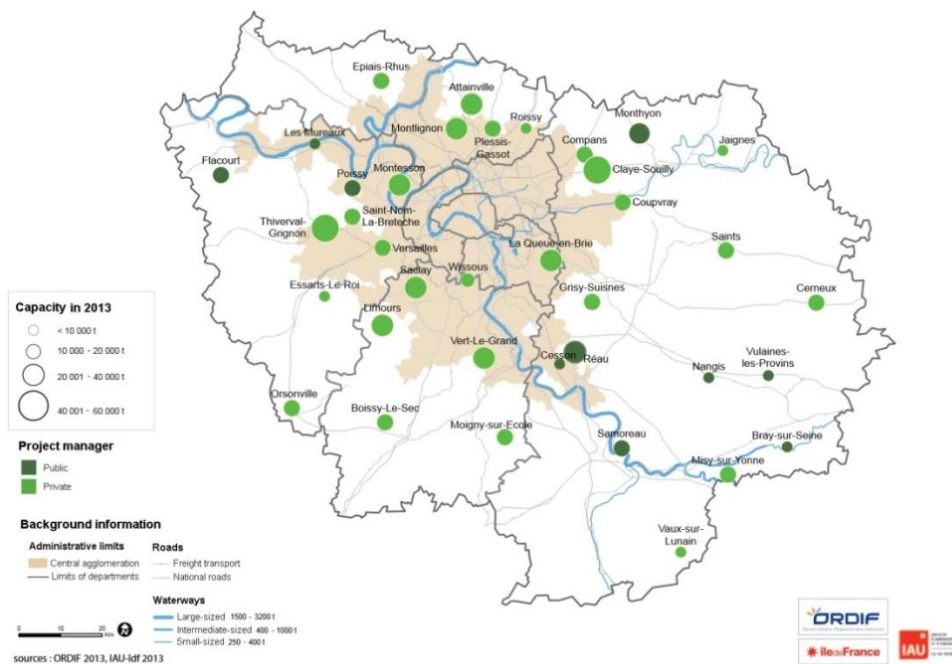 Epiais-Rhus
Attainville
Montlignon
Plessis-
Gassot
Roissy
Monthyon
Compans
Jaignes
Claye-Souilly
Les Mureaux
Flacourt
Poissy
Montesson
Coupvray
Saint-Nom-
La-Breteche
Thiverval-
Grignon
Versailles
La Queue-en-Brie
Saints
Saclay
Wissous
Essarts-Le-Roi
Grisy-Suisnes
Cerneux
Limours
Vert-Le-Grand
Cesson
Réau
Nangis
Vulaines-
les-Provins
Orsonville
Boissy-Le-Sec
Moigny-sur-Ecole
Samoreau
Bray-sur-Seine
Misy-sur-Yonne
Vaux-sur-
Lunain
Capacity in 2013
< 10 000 t
10 000 - 20 000 t
20 001 - 40 000 t
40 001 - 60 000 t
Project manager
Public
Private
Background information
Administrative limits
Central agglomeration
Limits of departments
Roads
Freight transport
National roads
Waterways
Large-sized 1500 - 3200 t
Intermediate-sized 400 - 1000 t
Small-sized 250 - 400 t
0 10 20
sources : ORDIF 2013, IAU-ldf 2013
ORDIF
îledeFrance
IAU